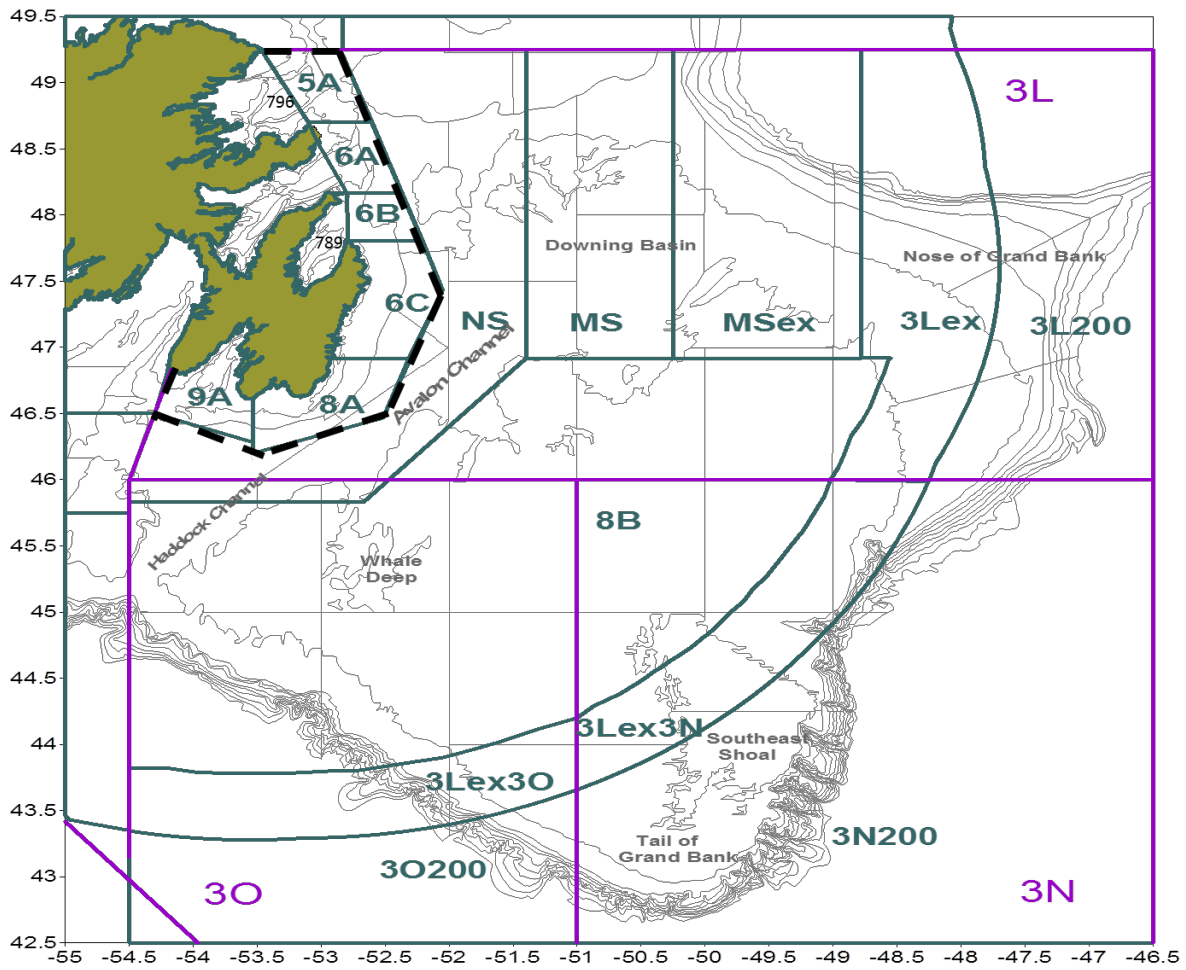 49.5
49
48.5
48
47.5
47
46.5
46
45.5
45
44.5
44
43.5
43
42.5
5A
796
3L
6A
6B
789
Downing Basin
Nose of Grand Bank
6C
NS
MS
MSex
3Lex
3L200
Avalon Channel
9A
8A
Haddock Channel
8B
Whale
Deep
3Lex3N
Southeast
Shoal
3Lex3O
Tail of
Grand Bank
3N200
3O200
3O
3N
-55 -54.5 -54 -53.5 -53 -52.5 -52 -51.5 -51 -50.5 -50 -49.5 -49 -48.5 -48 -47.5 -47 -46.5